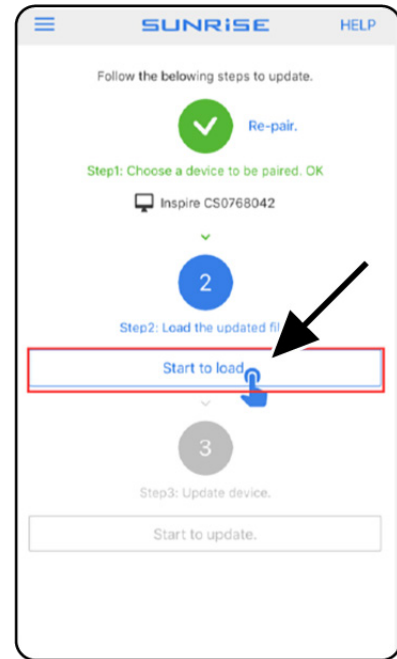 SUNRiSE HELP
Follow the belowing steps to update.
Re-pair.
Step1: Choose a device to be paired. OK
Inspire CS0768042
2
Step2: Load the updated
Start to load
3
Step3: Update device.
Start to update.